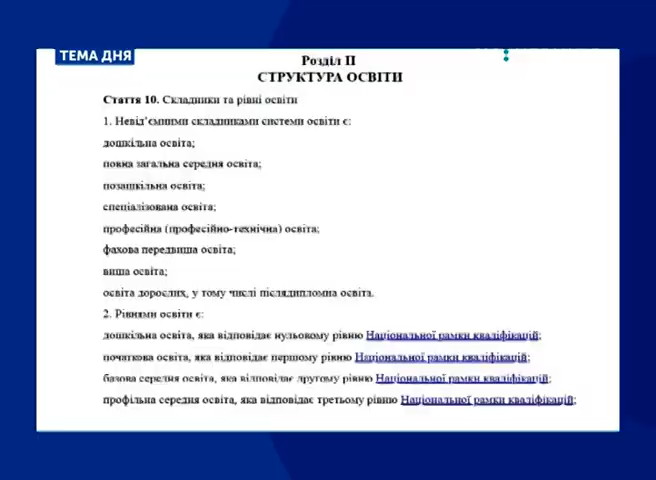 ТЕМА ДНЯ
Розділ II
СТРУКТУРА ОСВІТИ
Стаття 10. Складники та рівні освіти
1. Невід’ємними складниками системи освіти є:
дошкільна освіта;
повна загальна середня освіта;
позашкільна освіта;
спеціалізована освіта;
професійна (професійно-технічна) освіта;
фахова передвища освіта;
вища освіта;
освіта дорослих, у тому числі післядипломна освіта.
2. Рівнями освіти є:
дошкільна освіта, яка відповідає нульовому рівню Національної рамки кваліфікацій;
початкова освіта, яка відповідає першому рівню Національної рамки кваліфікацій;
базова середня освіта, яка відповідає другому рівню Національної рамки кваліфікацій;
профільна середня освіта, яка відповідає третьому рівню Національної рамки кваліфікацій;